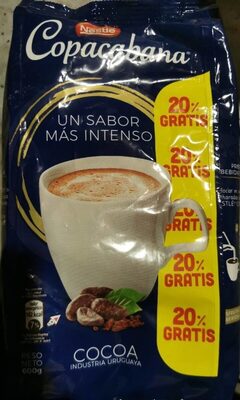 Nestlé
Copacabana
UN SABOR
MÁS INTENSO
20%
GRATIS
20%
GRATIS
20%
GRATIS
20%
GRATIS
20%
GRATIS
COCOA
INDUSTRIA URUGUAYA
PESO
NETO
600g